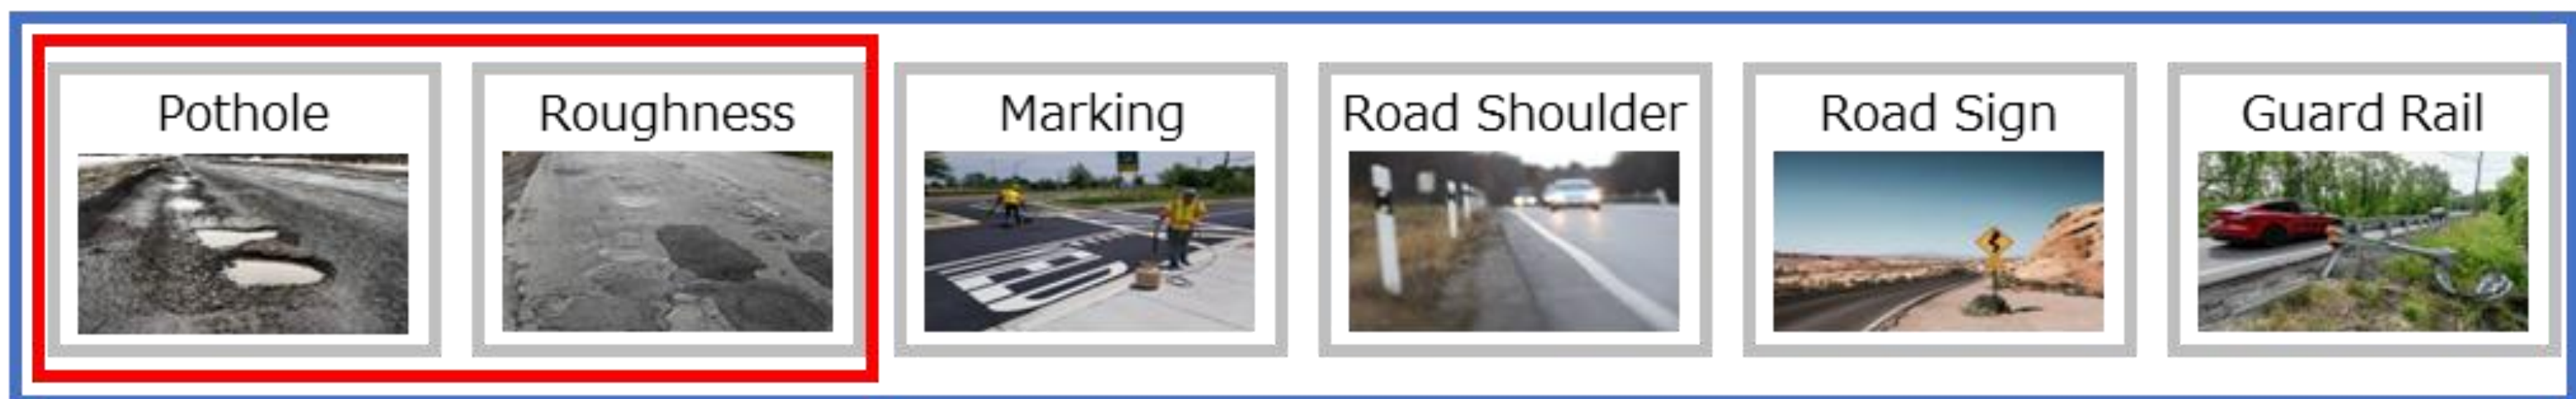 Pothole
Roughness
Marking
Road Shoulder
Road Sign
Guard Rail